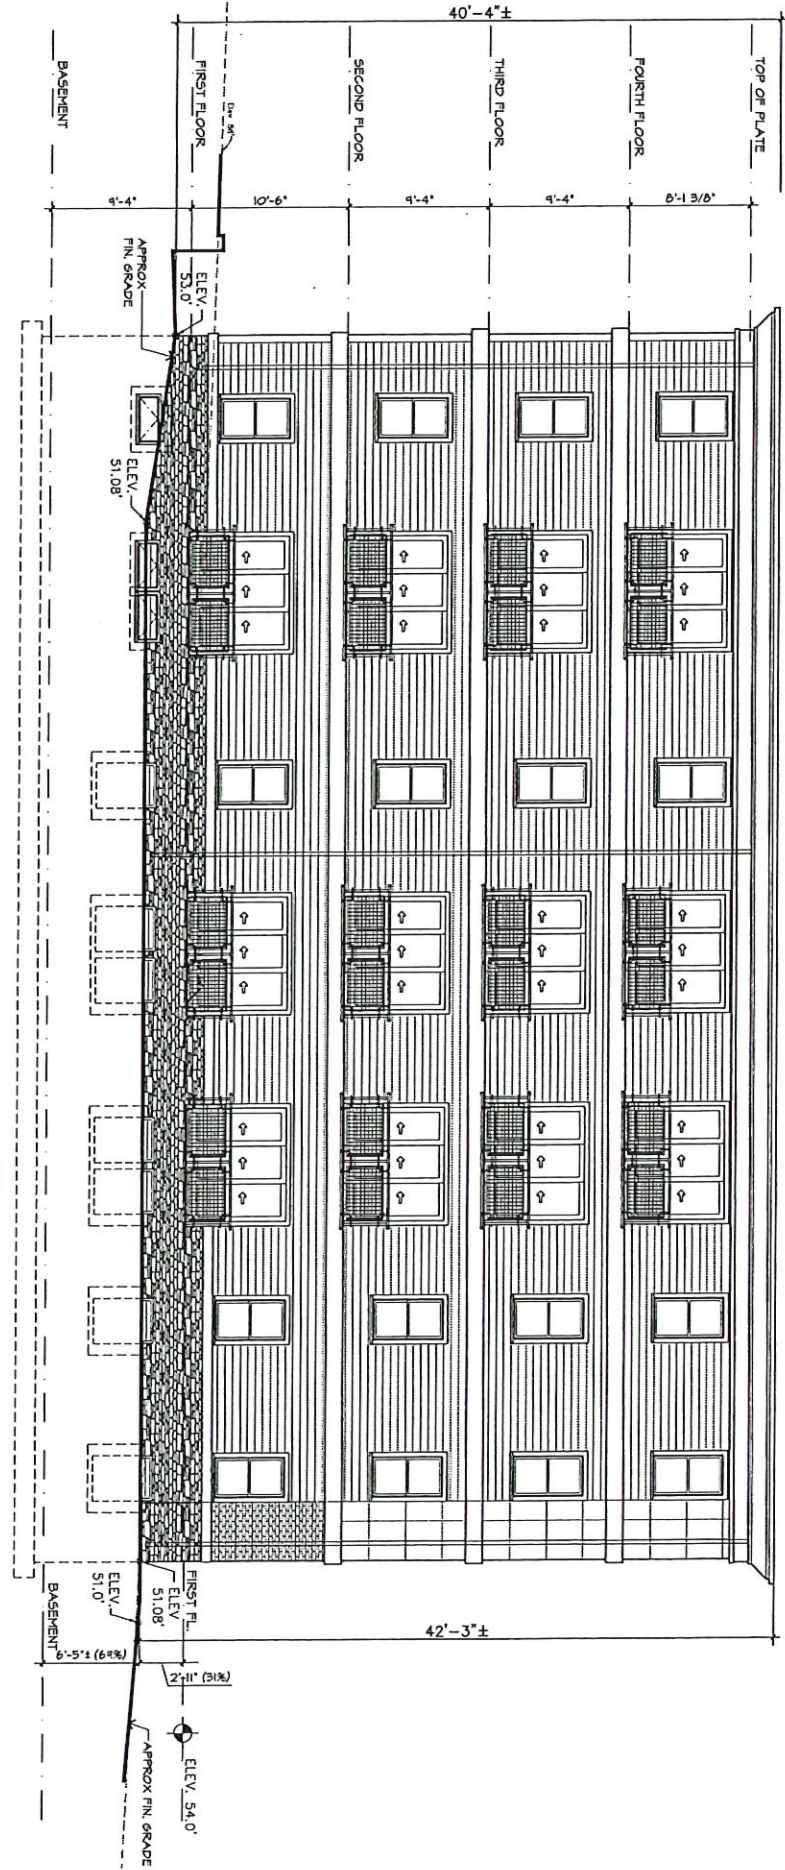 40'-4"±
TOP OF PLATE
FOURTH FLOOR
THIRD FLOOR
SECOND FLOOR
FIRST FLOOR
BASEMENT
8'-1 3/8"
9'-4"
9'-4"
10'-6"
9'-4"
ELEV.
53.0'
APPROX
FIN. GRADE
ELEV.
51.08'
42'-3"±
FIRST FL.
ELEV
51.08'
ELEV.
51.0'
BASEMENT
6'-5"± (69%)
2'-11" (31%)
ELEV. 54.0'
APPROX FIN. GRADE